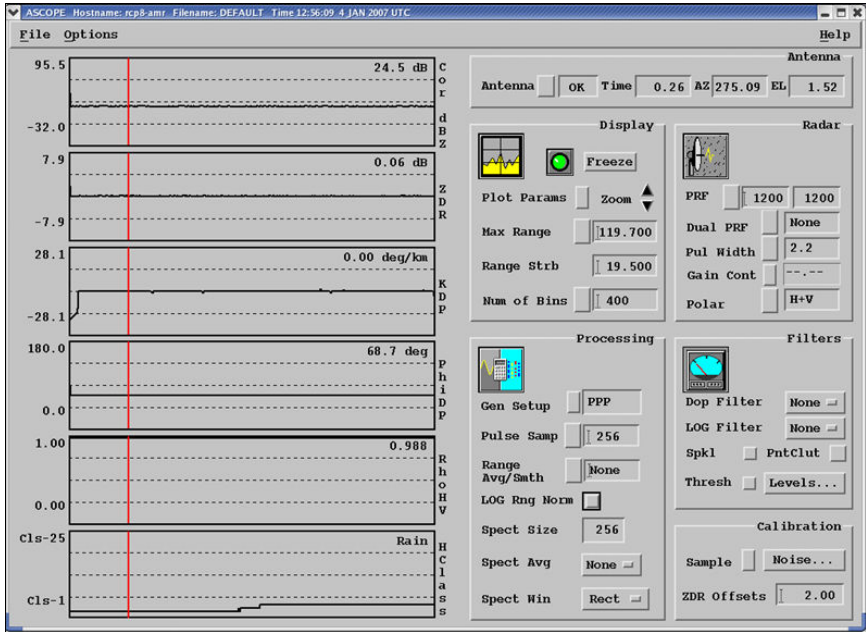 ASCOPE Hostname: rcp8-amr Filename: DEFAULT Time 12:56:09 4 JAN 2007 UTC
File Options Help
95.5 24.5 dB
-32.0
Cor dBZ
7.9 0.06 dB
-7.9
ZDR
28.1 0.00 deg/km
-28.1
KDP
180.0 68.7 deg
0.0
PhiDP
1.00 0.988
0.00
RhoHV
Cls-25 Rain
Cls-1
HClass
Antenna
Antenna OK Time 0.26 AZ 275.09 EL 1.52
Display
Freeze
Plot Params Zoom
Max Range 119.700
Range Strb 19.500
Num of Bins 400
Radar
PRF 1200 1200
Dual PRF None
Pul Width 2.2
Gain Cont --.--
Polar H+V
Processing
Gen Setup PPP
Pulse Samp 256
Range
Avg/Smth None
LOG Rng Norm
Spect Size 256
Spect Avg None
Spect Win Rect
Filters
Dop Filter None
LOG Filter None
Spkl PntClut
Thresh Levels...
Calibration
Sample Noise...
ZDR Offsets 2.00